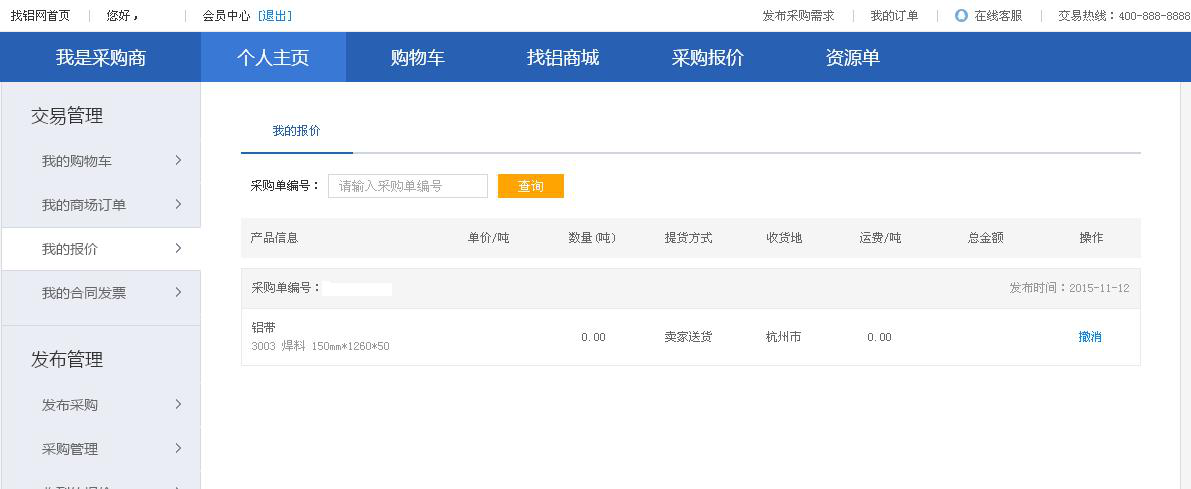 找铝网首页 您好， 会员中心 [退出] 发布采购需求 我的订单 在线客服 交易热线：400-888-8888
我是采购商 个人主页 购物车 找铝商城 采购报价 资源单
交易管理
我的购物车
我的商场订单
我的报价
我的合同发票
发布管理
发布采购
采购管理
我的报价
采购单编号： 请输入采购单编号 查询
产品信息 单价/吨 数量(吨) 提货方式 收货地 运费/吨 总金额 操作
采购单编号： 发布时间：2015-11-12
铝带 0.00 卖家送货 杭州市 0.00 撤消
3003 焊料 150mm*1260*50